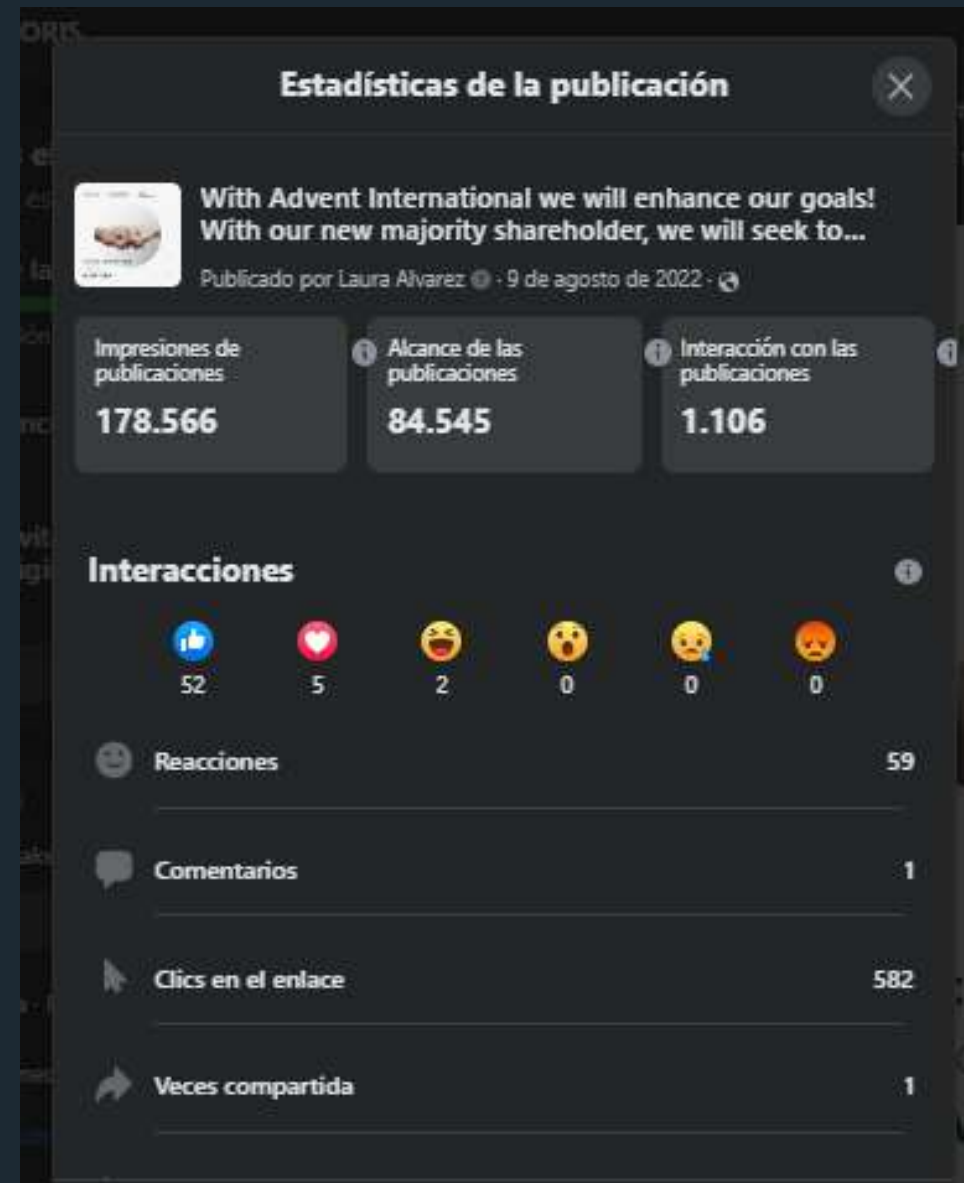 ORIS
Estadísticas de la publicación
With Advent International we will enhance our goals!
With our new majority shareholder, we will seek to...
Publicado por Laura Alvarez · 9 de agosto de 2022 ·
Impresiones de
publicaciones
178.566
Alcance de las
publicaciones
84.545
Interacción con las
publicaciones
1.106
Interacciones
52 5 2 0 0 0
Reacciones 59
Comentarios 1
Clics en el enlace 582
Veces compartida 1